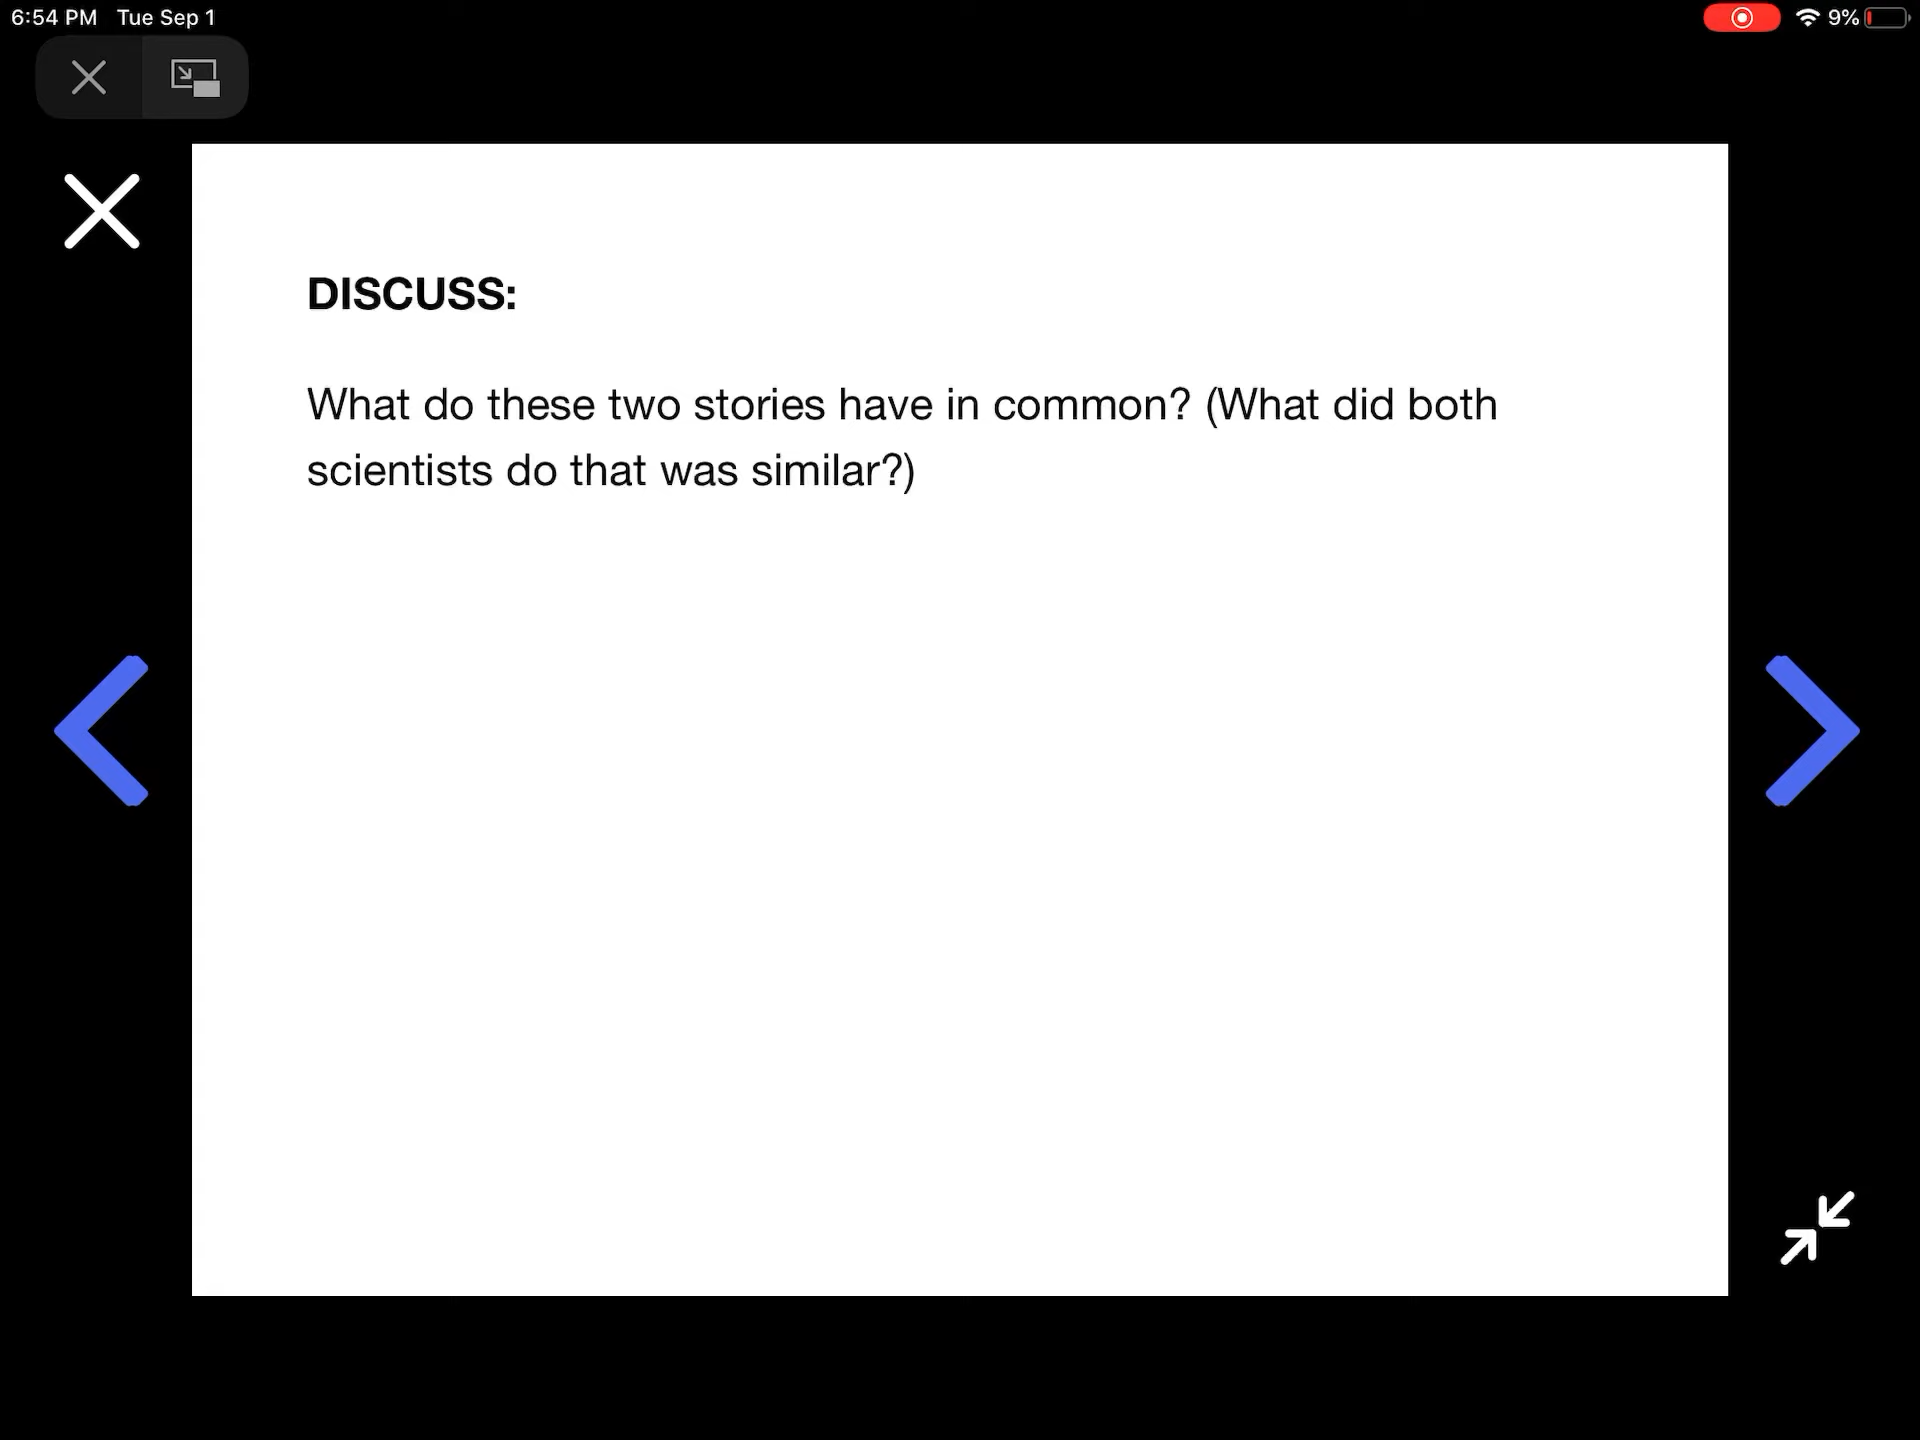 6:54 PM Tue Sep 1
9%
DISCUSS:
What do these two stories have in common? (What did both
scientists do that was similar?)